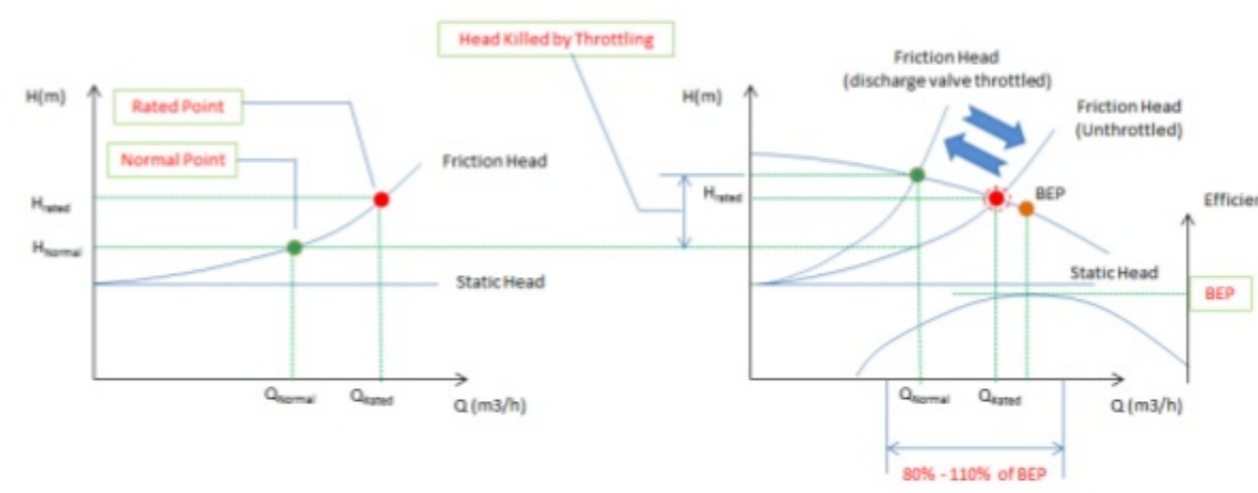 Head Killed by Throttling
H(m)
Rated Point
Normal Point
Friction Head
Hrated
HNormal
Static Head
QNormal
QRated
Q (m3/h)
H(m)
Friction Head
(discharge valve throttled)
Friction Head
(Unthrottled)
Hrated
BEP
Efficien
Static Head
BEP
QNormal
QRated
Q (m3/h)
80% - 110% of BEP